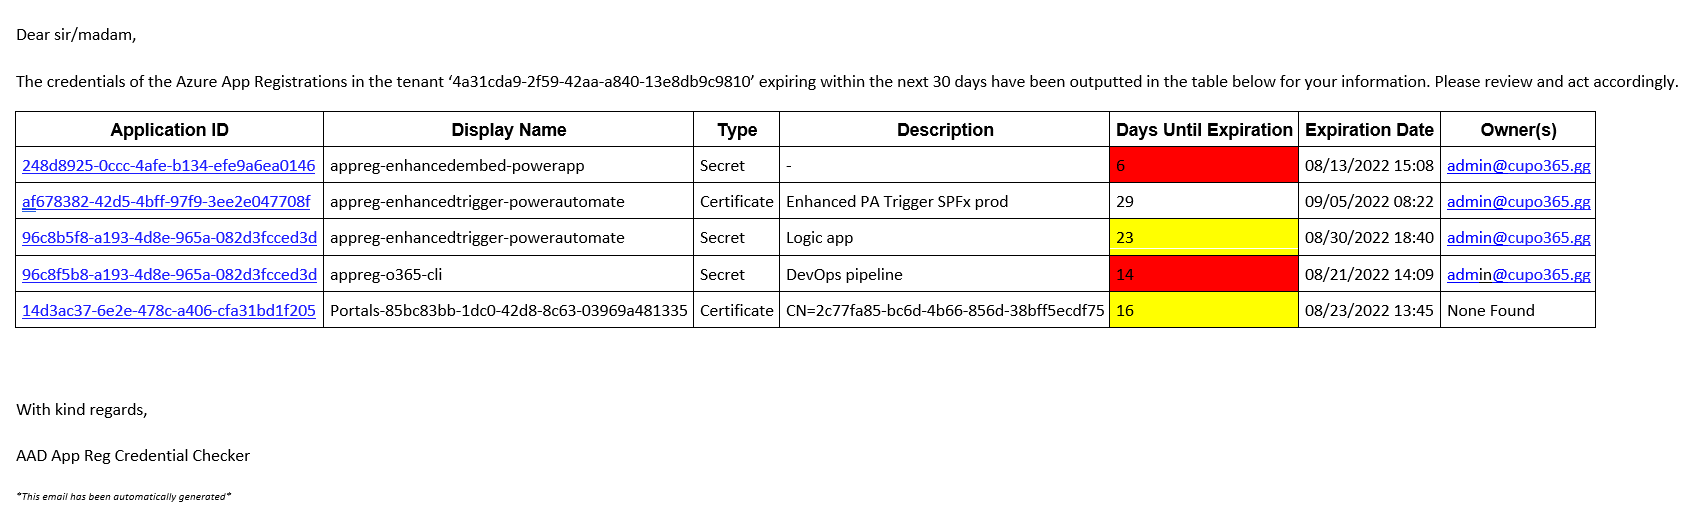 Dear sir/madam,
The credentials of the Azure App Registrations in the tenant ‘4a31cda9-2f59-42aa-a840-13e8db9c9810’ expiring within the next 30 days have been outputted in the table below for your information. Please review and act accordingly.
Application ID Display Name Type Description Days Until Expiration Expiration Date Owner(s)
248d8925-0ccc-4afe-b134-efe9a6ea0146 appreg-enhancedembed-powerapp Secret - 6 08/13/2022 15:08 admin@cupo365.gg
af678382-42d5-4bff-97f9-3ee2e047708f appreg-enhancedtrigger-powerautomate Certificate Enhanced PA Trigger SPFx prod 29 09/05/2022 08:22 admin@cupo365.gg
96c8b5f8-a193-4d8e-965a-082d3fcced3d appreg-enhancedtrigger-powerautomate Secret Logic app 23 08/30/2022 18:40 admin@cupo365.gg
96c8f5b8-a193-4d8e-965a-082d3fcced3d appreg-o365-cli Secret DevOps pipeline 14 08/21/2022 14:09 admin@cupo365.gg
14d3ac37-6e2e-478c-a406-cfa31bd1f205 Portals-85bc83bb-1dc0-42d8-8c63-03969a481335 Certificate CN=2c77fa85-bc6d-4b66-856d-38bff5ecdf75 16 08/23/2022 13:45 None Found
With kind regards,
AAD App Reg Credential Checker
*This email has been automatically generated*